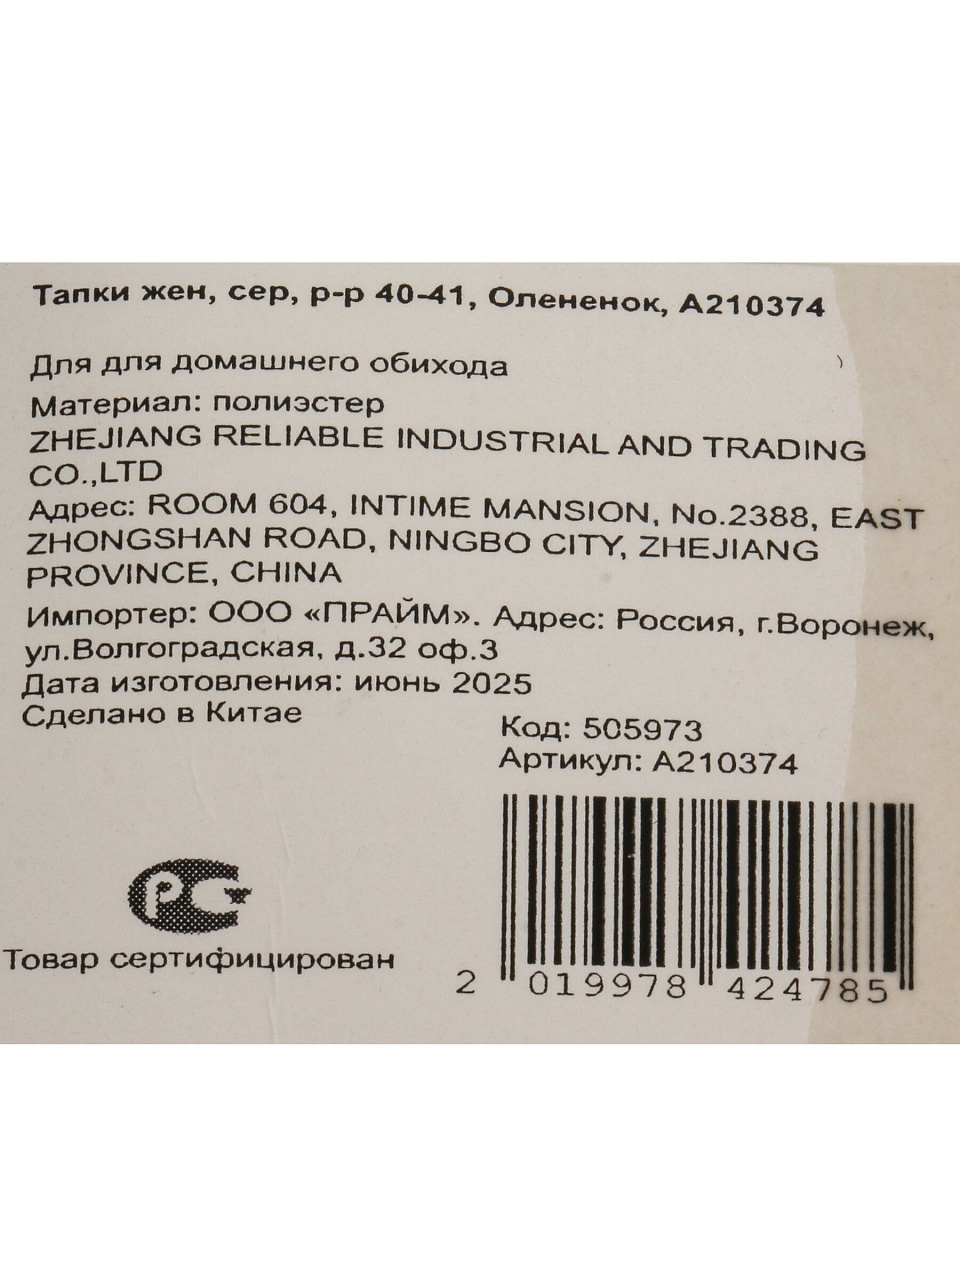 Тапки жен, сер, р-р 40-41, Олененок, А210374
Для для домашнего обихода
Материал: полиэстер
ZHEJIANG RELIABLE INDUSTRIAL AND TRADING
CO.,LTD
Адрес: ROOM 604, INTIME MANSION, No.2388, EAST
ZHONGSHAN ROAD, NINGBO CITY, ZHEJIANG
PROVINCE, CHINA
Импортер: ООО «ПРАЙМ». Адрес: Россия, г.Воронеж,
ул.Волгоградская, д.32 оф.3
Дата изготовления: июнь 2025
Сделано в Китае
Код: 505973
Артикул: А210374
РС
Товар сертифицирован
2 019978 424785